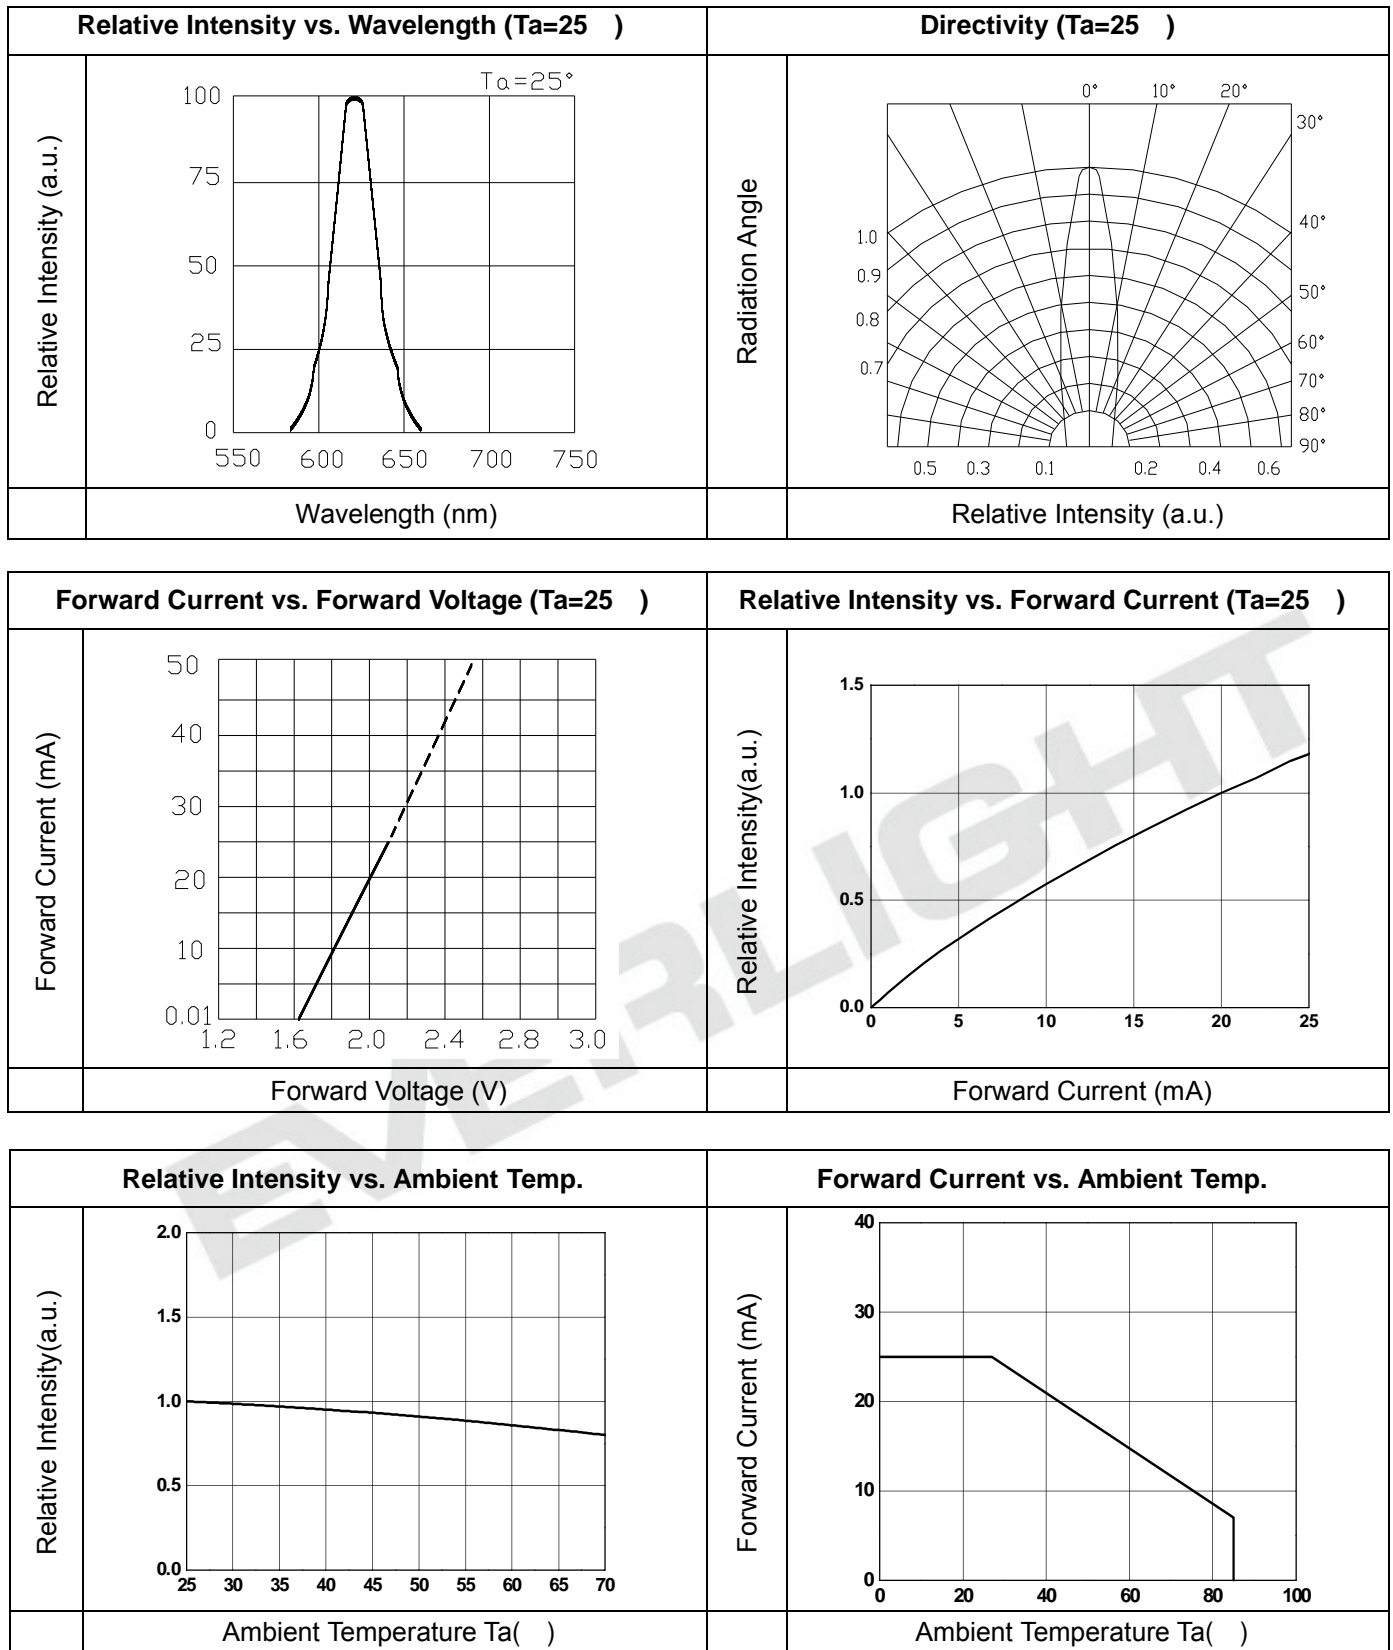 Relative Intensity vs. Wavelength (Ta=25 )
Directivity (Ta=25 )
Relative Intensity (a.u.)
Ta=25°
100
75
50
25
0
550 600 650 700 750
Wavelength (nm)
Radiation Angle
0° 10° 20°
30°
40°
50°
60°
70°
80°
90°
1.0
0.9
0.8
0.7
0.5 0.3 0.1 0.2 0.4 0.6
Relative Intensity (a.u.)
Forward Current vs. Forward Voltage (Ta=25 )
Relative Intensity vs. Forward Current (Ta=25 )
Forward Current (mA)
50
40
30
20
10
0.01
1.2 1.6 2.0 2.4 2.8 3.0
Forward Voltage (V)
Relative Intensity(a.u.)
1.5
1.0
0.5
0.0
0 5 10 15 20 25
Forward Current (mA)
EVERLIGHT
Relative Intensity vs. Ambient Temp.
Forward Current vs. Ambient Temp.
Relative Intensity(a.u.)
2.0
1.5
1.0
0.5
0.0
25 30 35 40 45 50 55 60 65 70
Ambient Temperature Ta( )
Forward Current (mA)
40
30
20
10
0
0 20 40 60 80 100
Ambient Temperature Ta( )